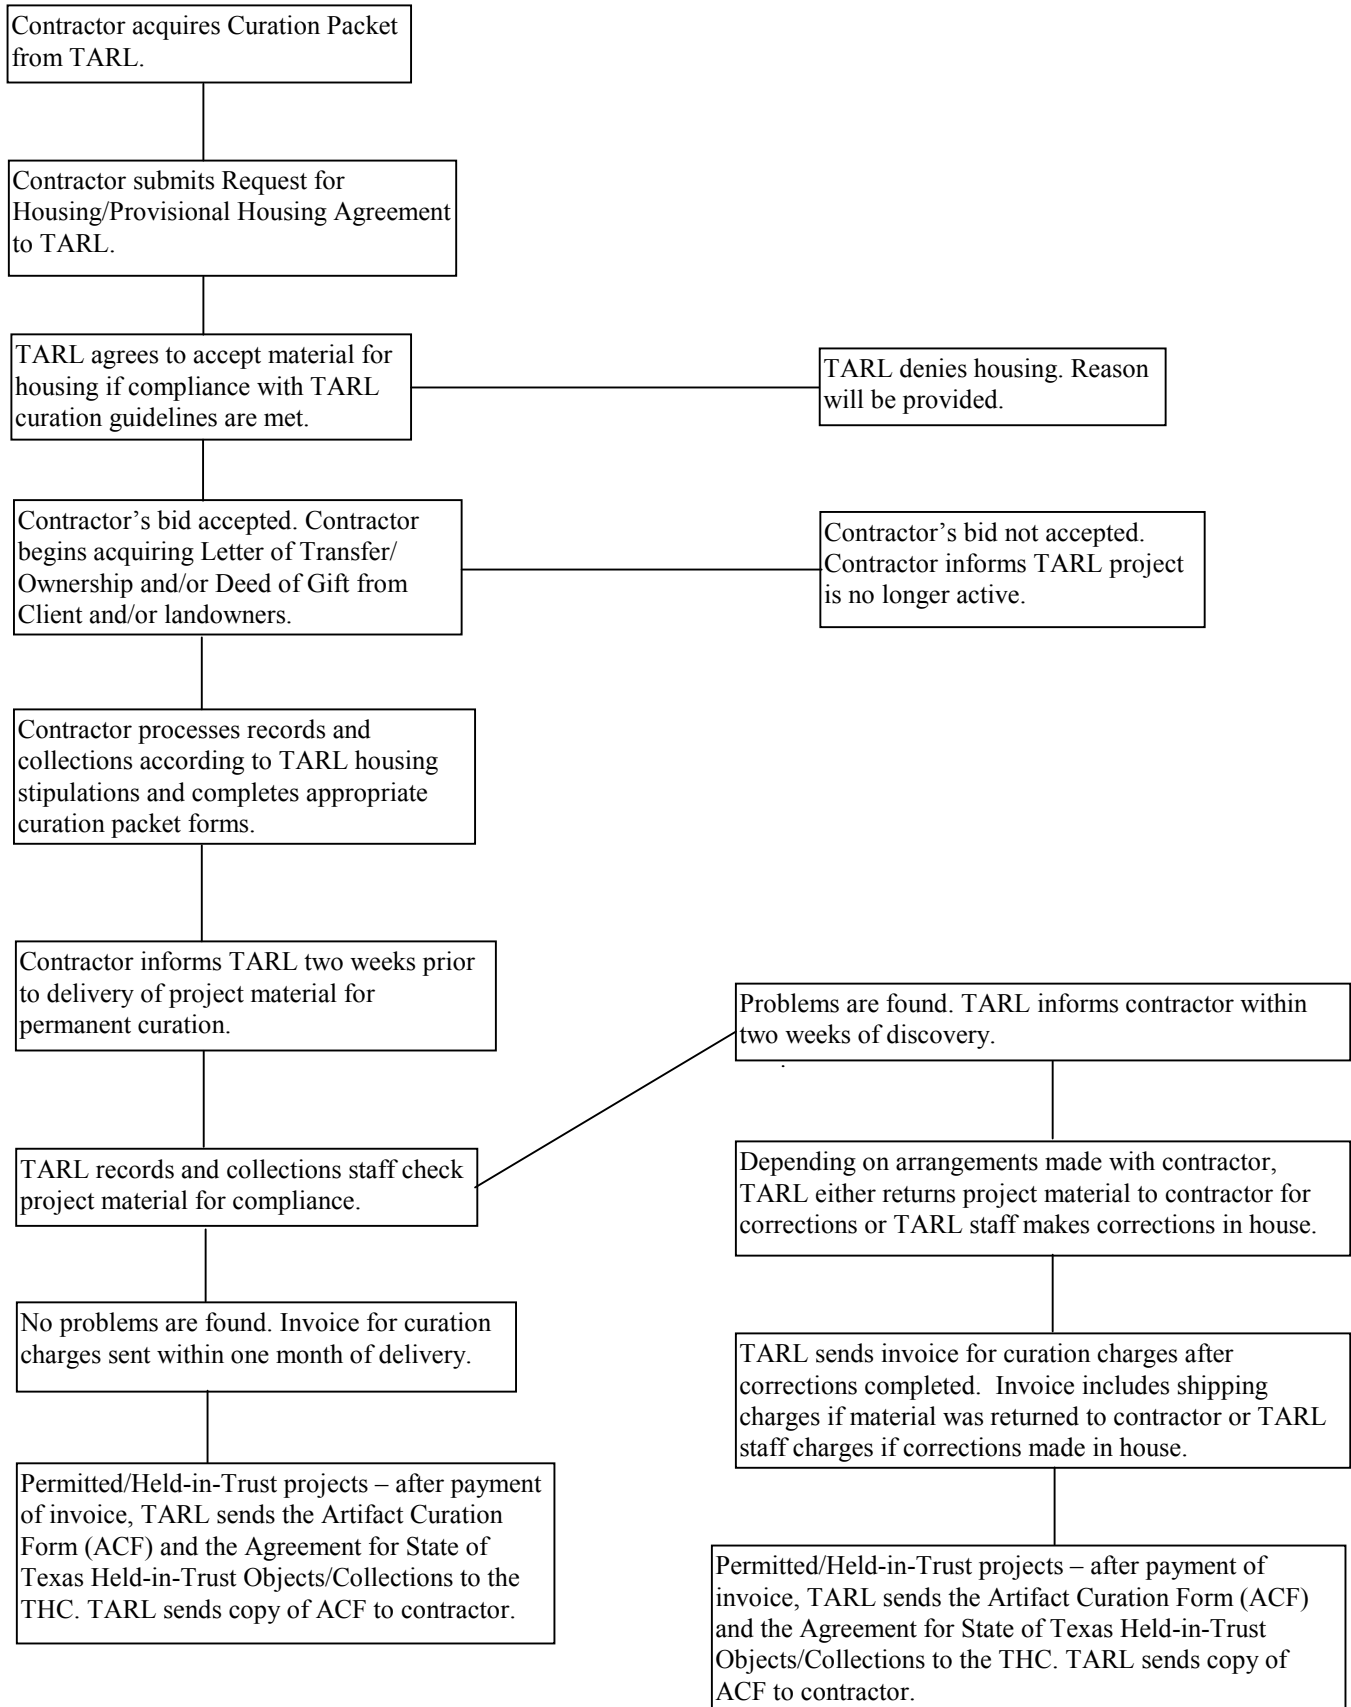 Contractor acquires Curation Packet
from TARL.
Contractor submits Request for
Housing/Provisional Housing Agreement
to TARL.
TARL agrees to accept material for
housing if compliance with TARL
curation guidelines are met.
TARL denies housing. Reason
will be provided.
Contractor’s bid accepted. Contractor
begins acquiring Letter of Transfer/
Ownership and/or Deed of Gift from
Client and/or landowners.
Contractor’s bid not accepted.
Contractor informs TARL project
is no longer active.
Contractor processes records and
collections according to TARL housing
stipulations and completes appropriate
curation packet forms.
Contractor informs TARL two weeks prior
to delivery of project material for
permanent curation.
TARL records and collections staff check
project material for compliance.
No problems are found. Invoice for curation
charges sent within one month of delivery.
Permitted/Held-in-Trust projects – after payment
of invoice, TARL sends the Artifact Curation
Form (ACF) and the Agreement for State of
Texas Held-in-Trust Objects/Collections to the
THC. TARL sends copy of ACF to contractor.
Problems are found. TARL informs contractor within
two weeks of discovery.
.
Depending on arrangements made with contractor,
TARL either returns project material to contractor for
corrections or TARL staff makes corrections in house.
TARL sends invoice for curation charges after
corrections completed.  Invoice includes shipping
charges if material was returned to contractor or TARL
staff charges if corrections made in house.
Permitted/Held-in-Trust projects – after payment of
invoice, TARL sends the Artifact Curation Form (ACF)
and the Agreement for State of Texas Held-in-Trust
Objects/Collections to the THC. TARL sends copy of
ACF to contractor.